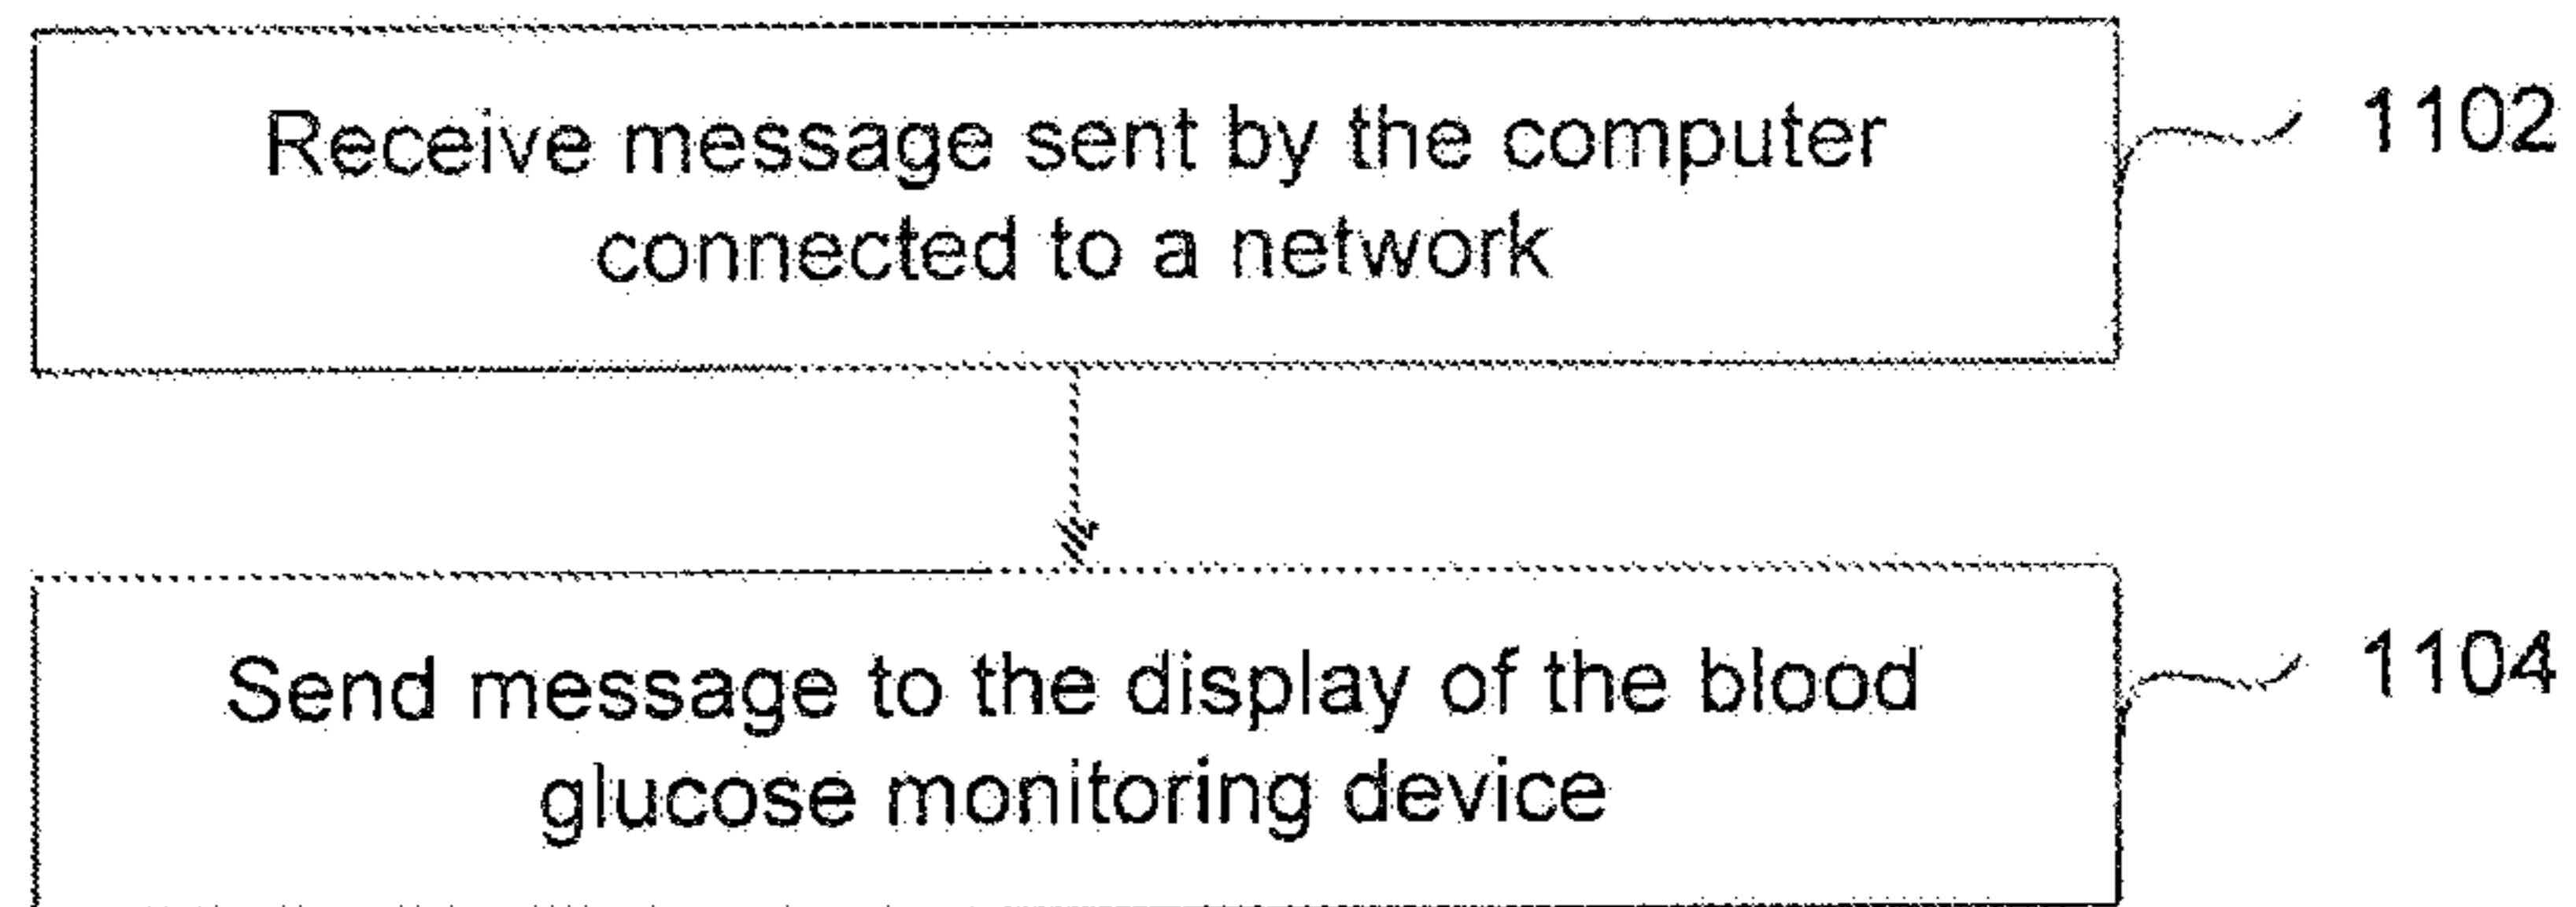 Receive message sent by the computer
connected to a network
1102
Send message to the display of the blood
glucose monitoring device
1104